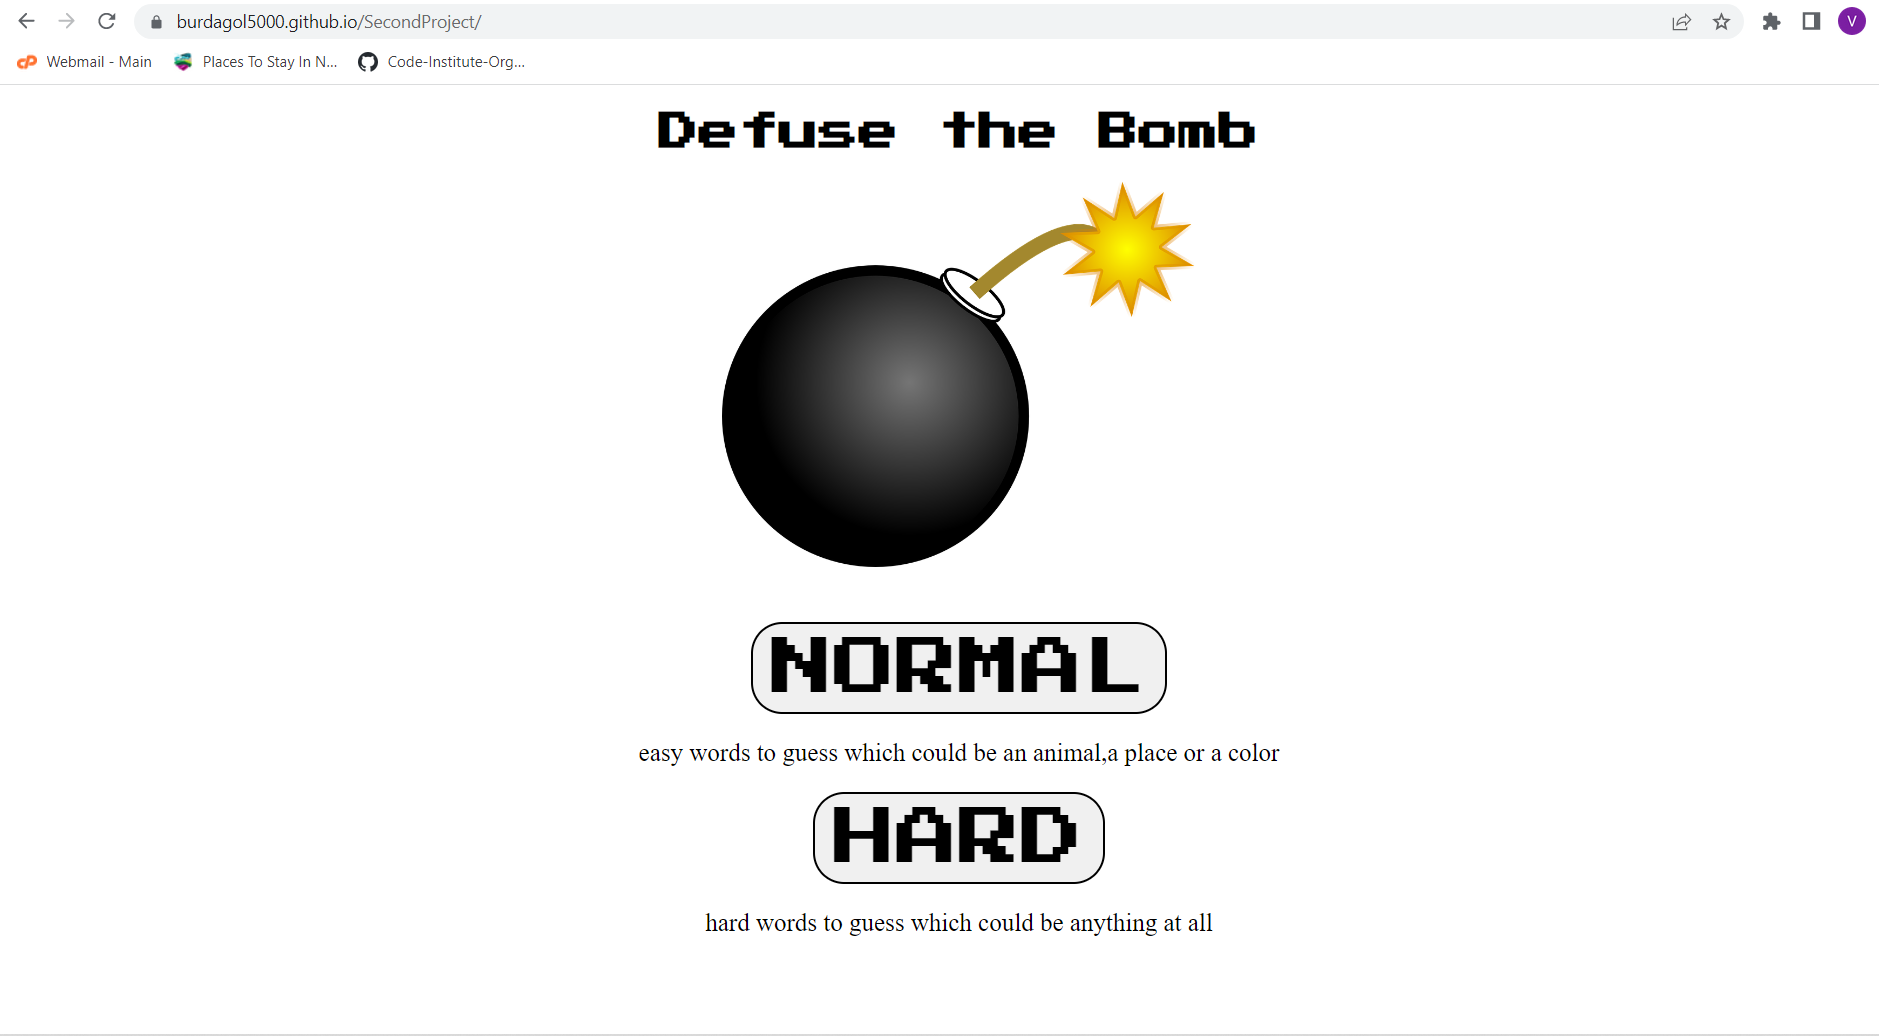 burdagol5000.github.io/SecondProject/
V
Webmail - Main
Places To Stay In N...
Code-Institute-Org...
Defuse the Bomb
NORMAL
easy words to guess which could be an animal,a place or a color
HARD
hard words to guess which could be anything at all